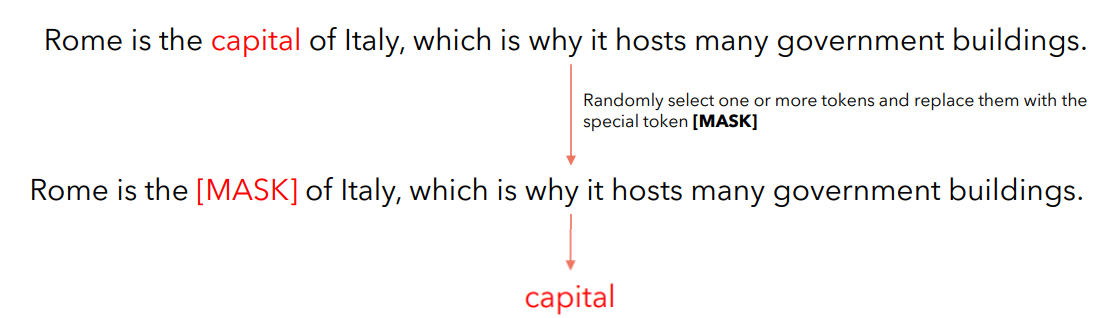 Rome is the capital of Italy, which is why it hosts many government buildings.
Randomly select one or more tokens and replace them with the
special token [MASK]
Rome is the [MASK] of Italy, which is why it hosts many government buildings.
capital